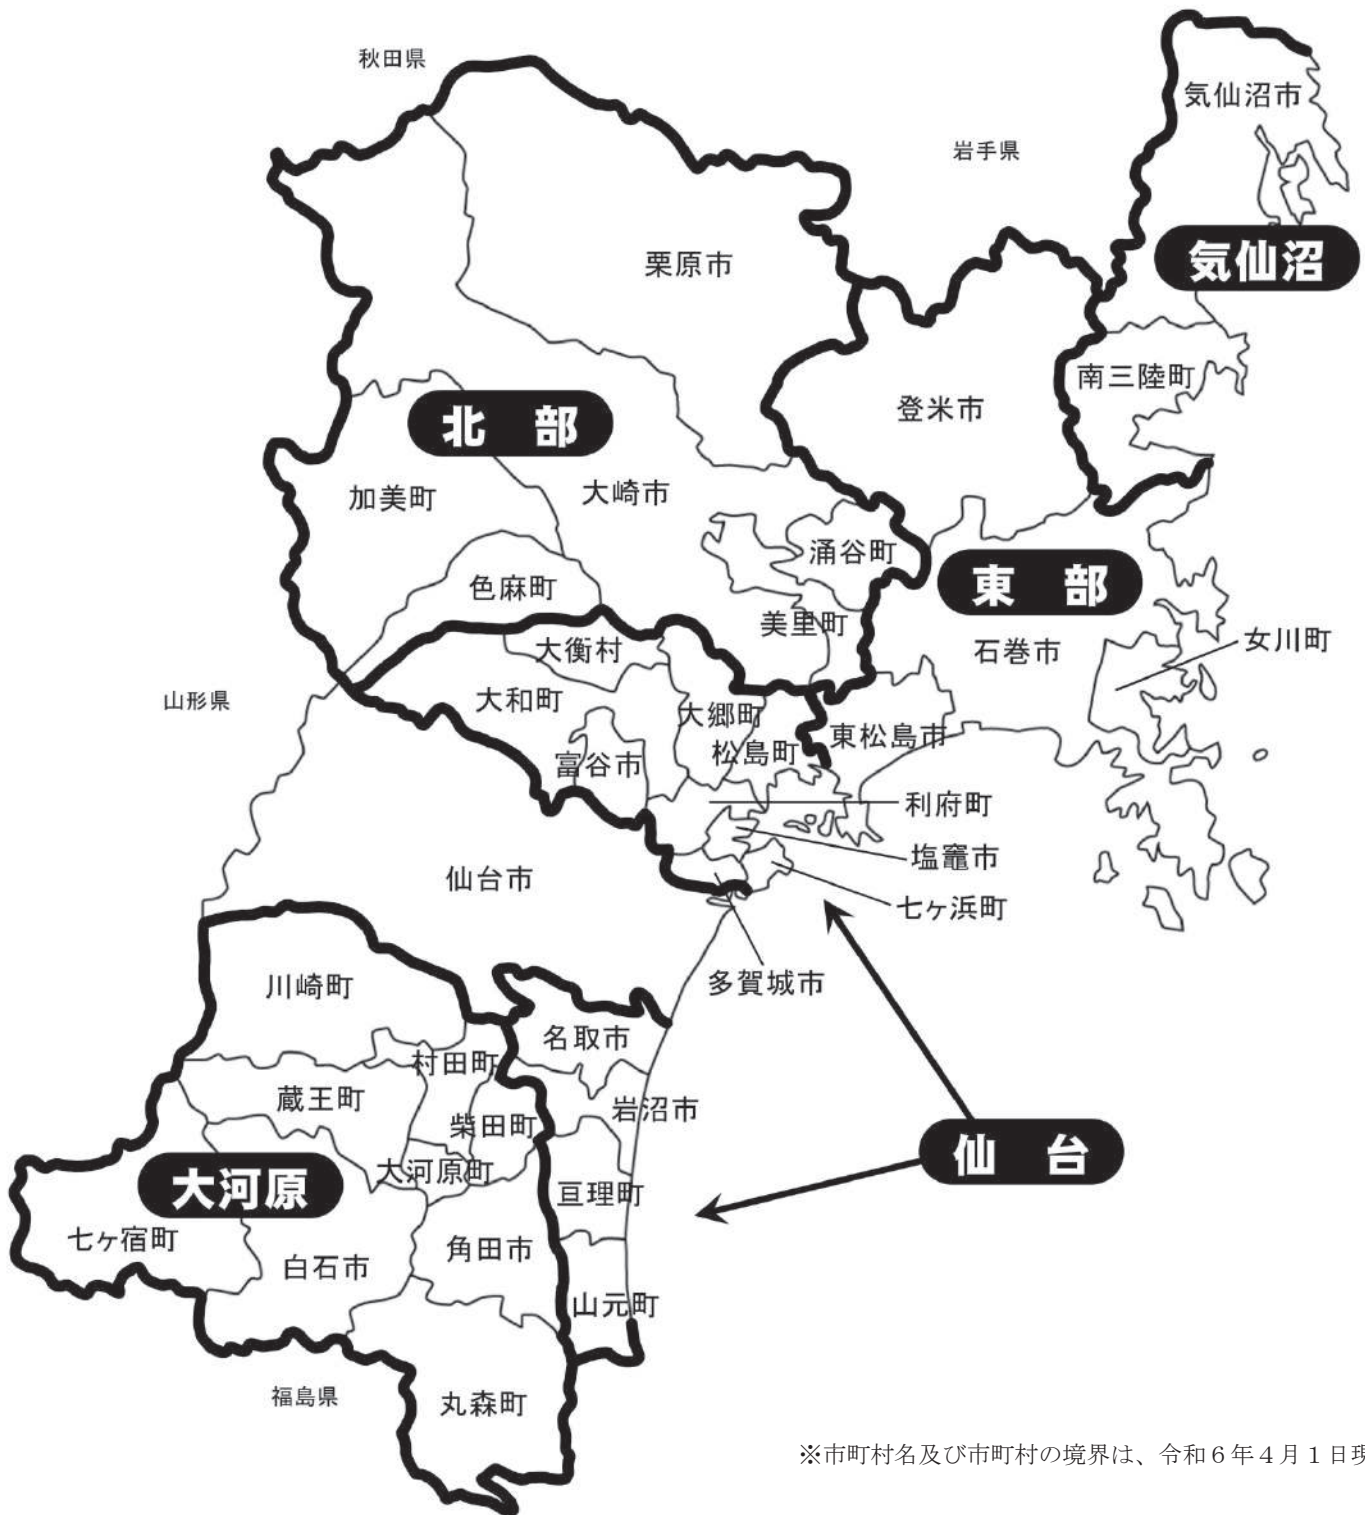 秋田県
気仙沼市
岩手県
気仙沼
栗原市
南三陸町
登米市
北　部
加美町
大崎市
涌谷町
東　部
色麻町
美里町
石巻市
女川町
大衡村
山形県
大和町
大郷町
松島町
東松島市
富谷市
利府町
塩竈市
仙台市
七ヶ浜町
川崎町
多賀城市
名取市
村田町
蔵王町
岩沼市
柴田町
仙　台
大河原町
大河原
亘理町
七ヶ宿町
角田市
白石市
山元町
福島県
丸森町
※市町村名及び市町村の境界は、令和６年４月１日現